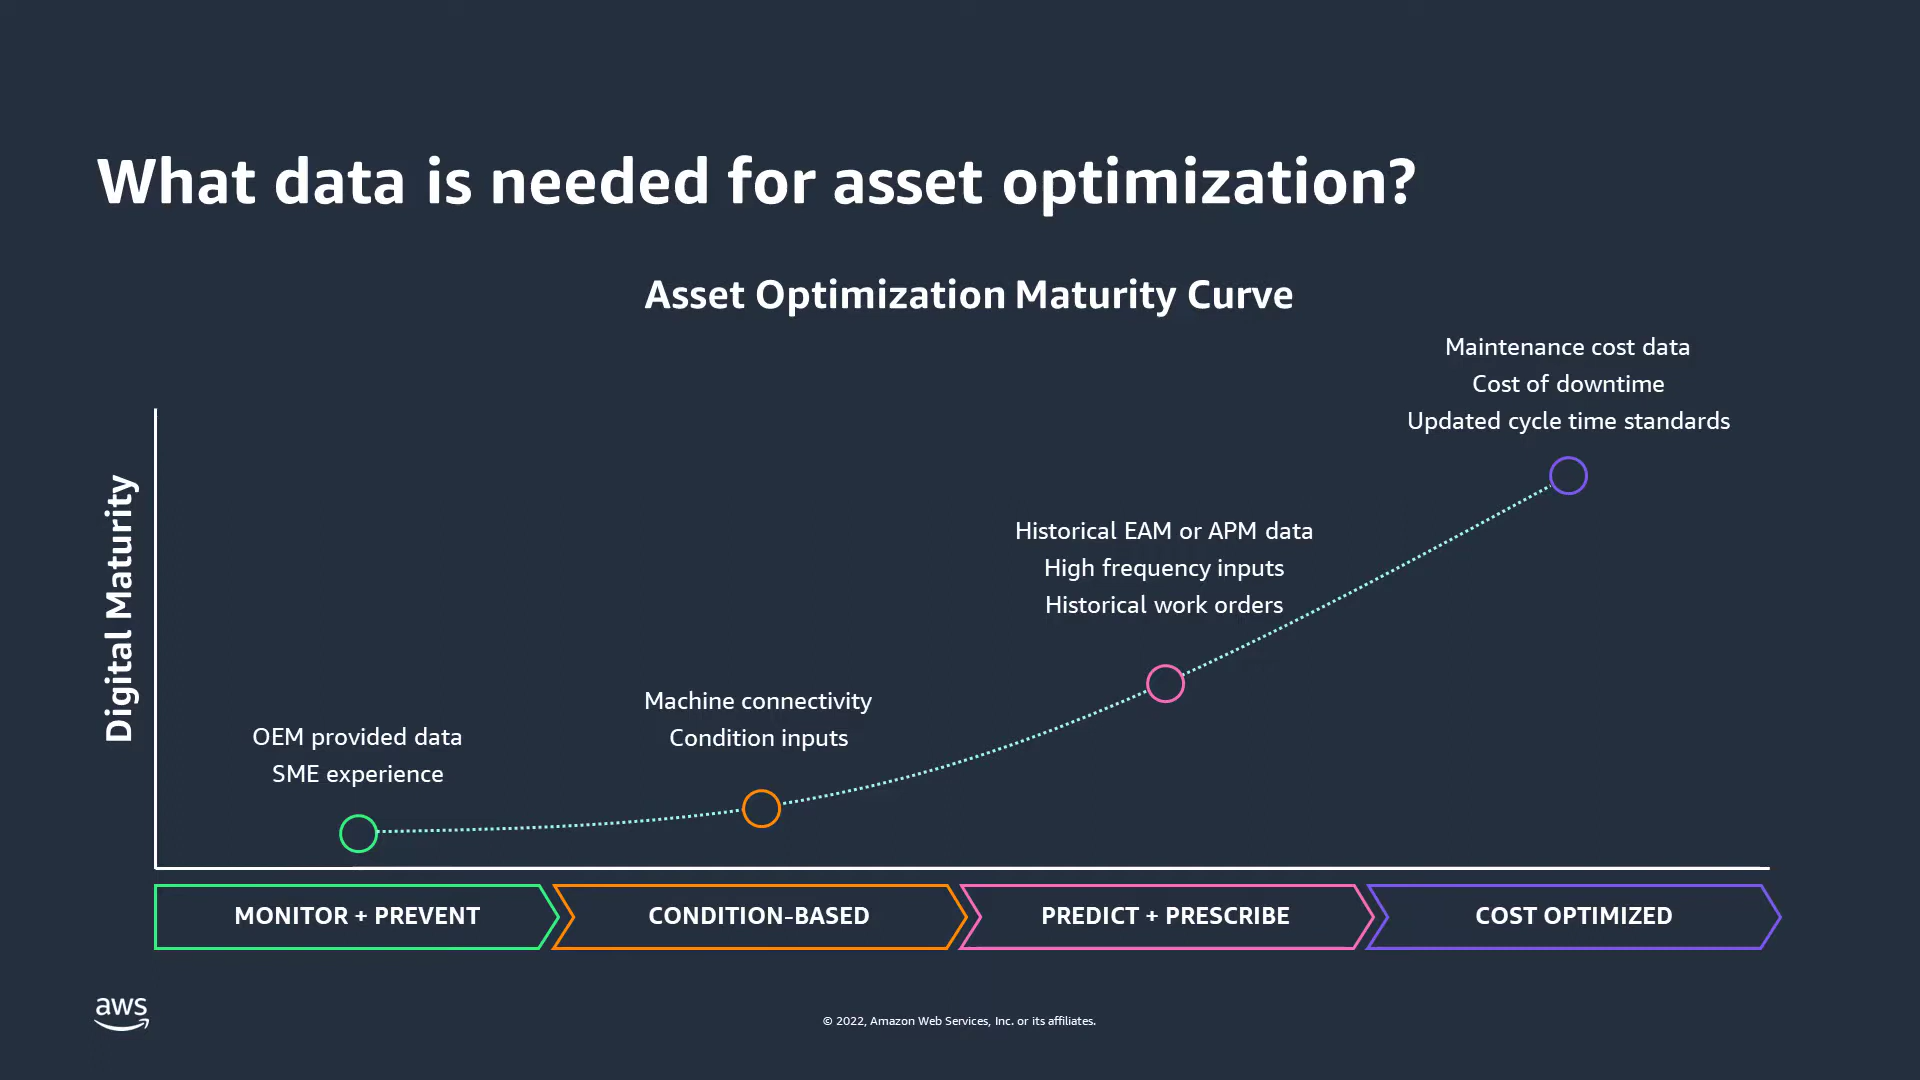 What data is needed for asset optimization?
Asset Optimization Maturity Curve
Maintenance cost data
Cost of downtime
Updated cycle time standards
Historical EAM or APM data
High frequency inputs
Historical work orders
Machine connectivity
Condition inputs
OEM provided data
SME experience
Digital Maturity
MONITOR + PREVENT
CONDITION-BASED
PREDICT + PRESCRIBE
COST OPTIMIZED
aws
© 2022, Amazon Web Services, Inc. or its affiliates.